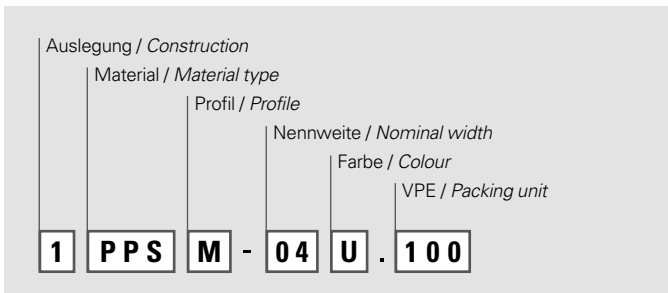 Auslegung / Construction
Material / Material type
Profil / Profile
Nennweite / Nominal width
Farbe / Colour
VPE / Packing unit
1 PPS M - 04 U . 100